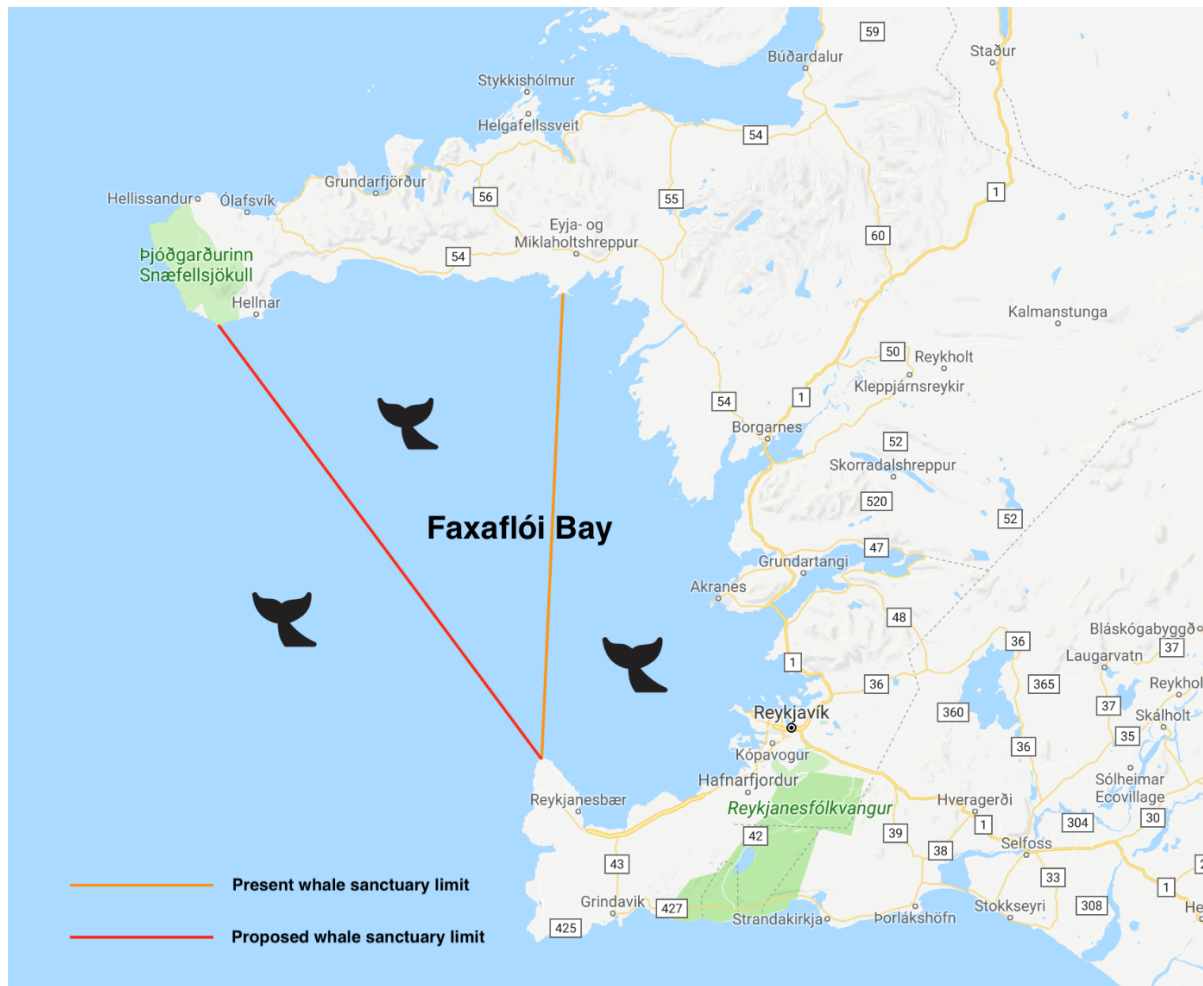 59
Staður
Búðardalur
Stykkishólmur
Helgafellssveit
54
1
Grundarfjörður
Hellissandur
Ólafsvík
56
55
Eyja- og
Miklaholtshreppur
60
54
Þjóðgarðurinn
Snæfellsjökull
Hellnar
Kalmanstunga
50
Reykholt
Kleppjárnsreykir
54
1
Borgarnes
52
Skorradalshreppur
520
52
Faxaflói Bay
47
Grundartangi
Akranes
48
36
Bláskógabyggð
37
Laugarvatn
1
36
365
Reykhol
37
Skálholt
360
35
Reykjavík
36
Kópavogur
Hafnarfjordur
Sólheimar
Ecovillage
Reykjanesbær
Reykjanesfólkvangur
Hveragerði
30
1
304
42
39
Selfoss
38
43
33
1
Present whale sanctuary limit
Grindavik
427
Strandakirkja
Þorlákshöfn
Stokkseyri
308
He
425
Proposed whale sanctuary limit